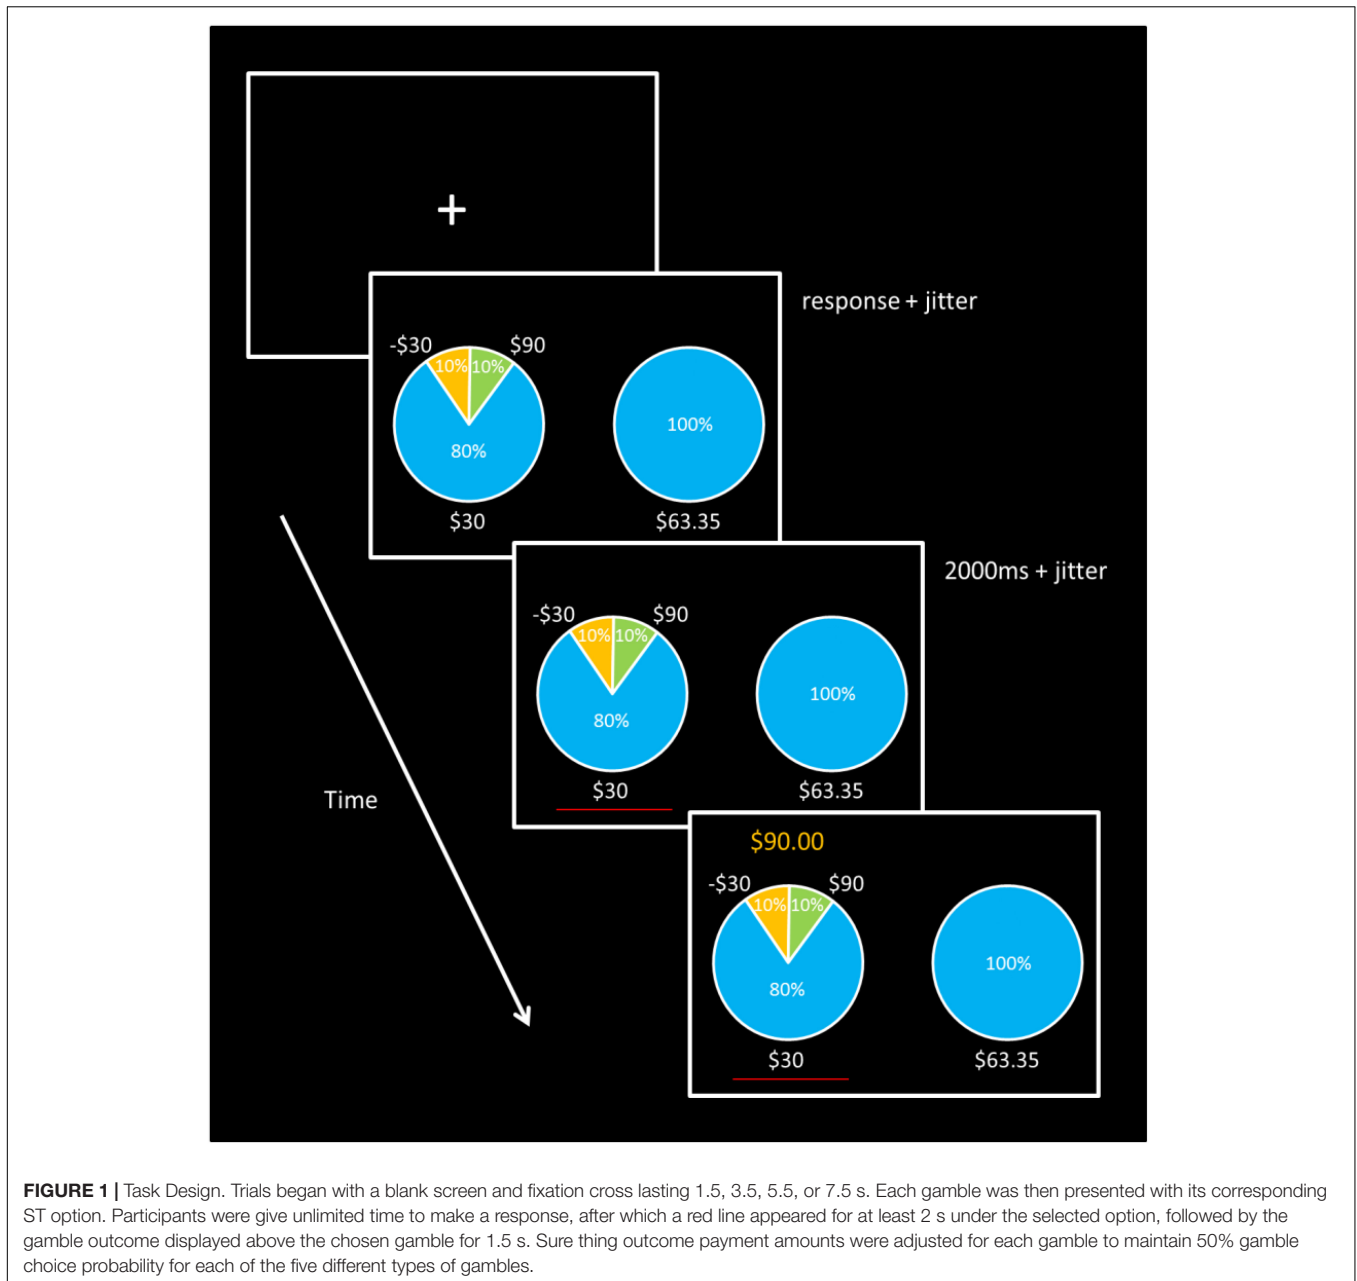 +
response + jitter
-$30 $90
10% 10%
80% 100%
$30 $63.35
2000ms + jitter
-$30 $90
10% 10%
80% 100%
$30 $63.35
Time
$90.00
-$30 $90
10% 10%
80% 100%
$30 $63.35
FIGURE 1 | Task Design. Trials began with a blank screen and fixation cross lasting 1.5, 3.5, 5.5, or 7.5 s. Each gamble was then presented with its corresponding
ST option. Participants were give unlimited time to make a response, after which a red line appeared for at least 2 s under the selected option, followed by the
gamble outcome displayed above the chosen gamble for 1.5 s. Sure thing outcome payment amounts were adjusted for each gamble to maintain 50% gamble
choice probability for each of the five different types of gambles.